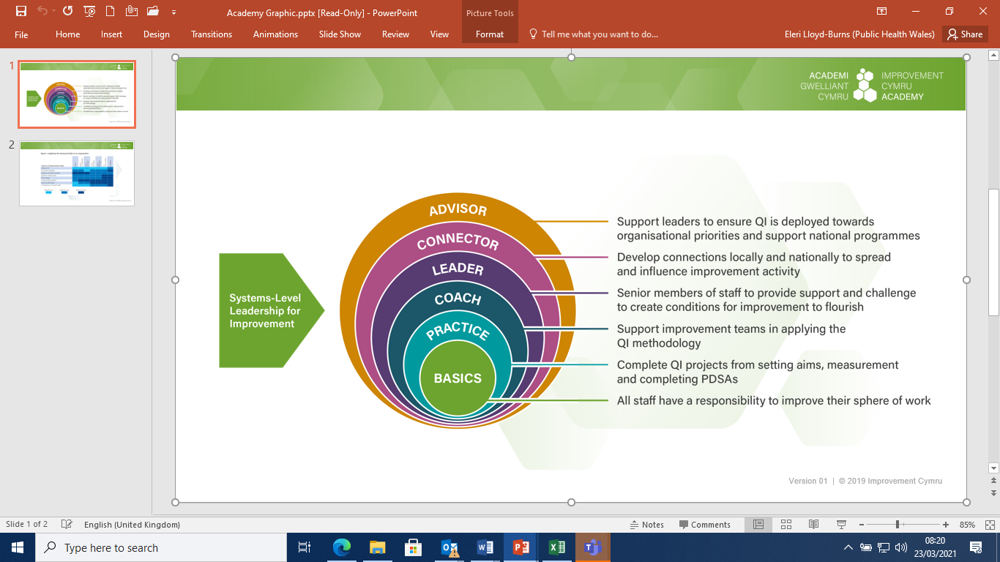 Academy Graphic.pptx [Read-Only] - PowerPoint
Picture Tools
File
Home
Insert
Design
Transitions
Animations
Slide Show
Review
View
Format
Tell me what you want to do...
Eleri Lloyd-Burns (Public Health Wales)
Share
1
2
ACADEMI
GWELLIANT
CYMRU
IMPROVEMENT
CYMRU
ACADEMY
Systems-Level
Leadership for
Improvement
ADVISOR
CONNECTOR
LEADER
COACH
PRACTICE
BASICS
Support leaders to ensure QI is deployed towards
organisational priorities and support national programmes
Develop connections locally and nationally to spread
and influence improvement activity
Senior members of staff to provide support and challenge
to create conditions for improvement to flourish
Support improvement teams in applying the
QI methodology
Complete QI projects from setting aims, measurement
and completing PDSAs
All staff have a responsibility to improve their sphere of work
Version 01 | © 2019 Improvement Cymru
Slide 1 of 2
English (United Kingdom)
Notes
Comments
85%
Type here to search
08:20
23/03/2021